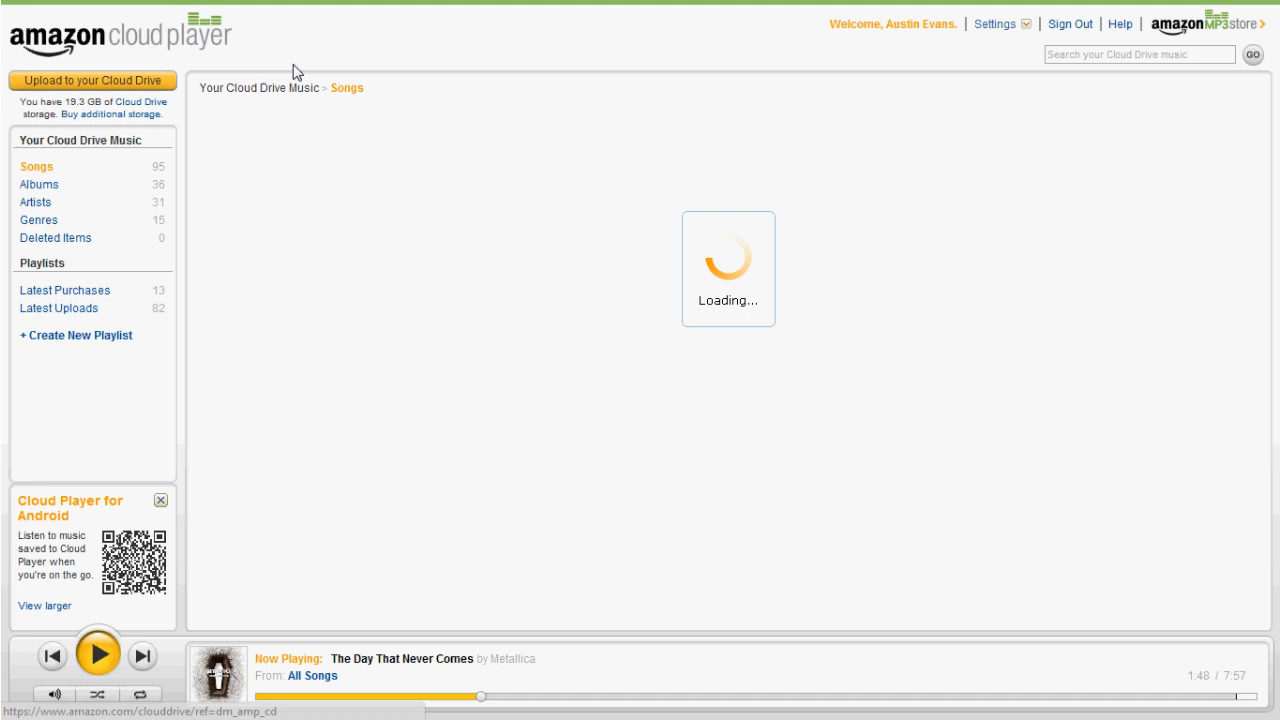 amazon cloud player
Welcome, Austin Evans. | Settings | Sign Out | Help | amazonMP3store >
Search your Cloud Drive music GO
Upload to your Cloud Drive
You have 19.3 GB of Cloud Drive
storage. Buy additional storage.
Your Cloud Drive Music > Songs
Your Cloud Drive Music
Songs 95
Albums 36
Artists 31
Genres 15
Deleted Items 0
Playlists
Latest Purchases 13
Latest Uploads 82
+ Create New Playlist
Loading...
Cloud Player for
Android
Listen to music
saved to Cloud
Player when
you're on the go.
View larger
Now Playing: The Day That Never Comes by Metallica
From: All Songs
1:48 / 7:57
https://www.amazon.com/clouddrive/ref=dm_amp_cd